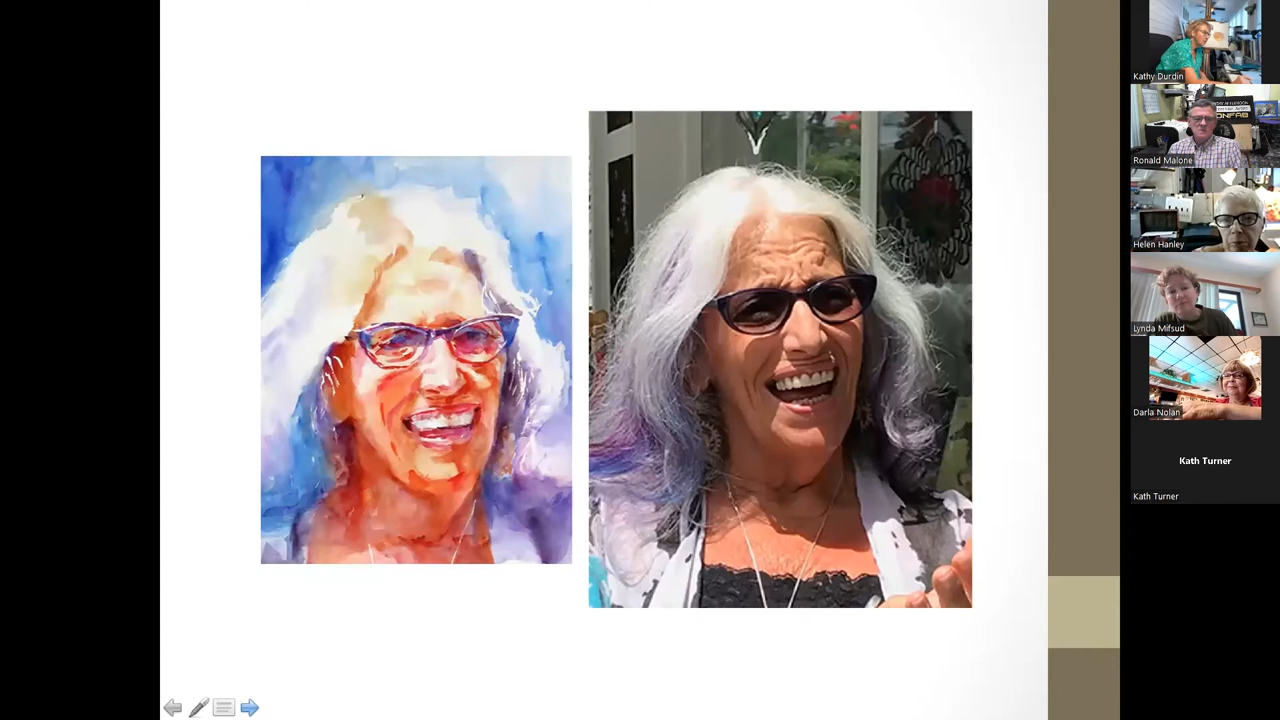 Kathy Durdin
Ronald Malone
Helen Hanley
Lynda Mifsud
Darla Nolan
Kath Turner
Kath Turner